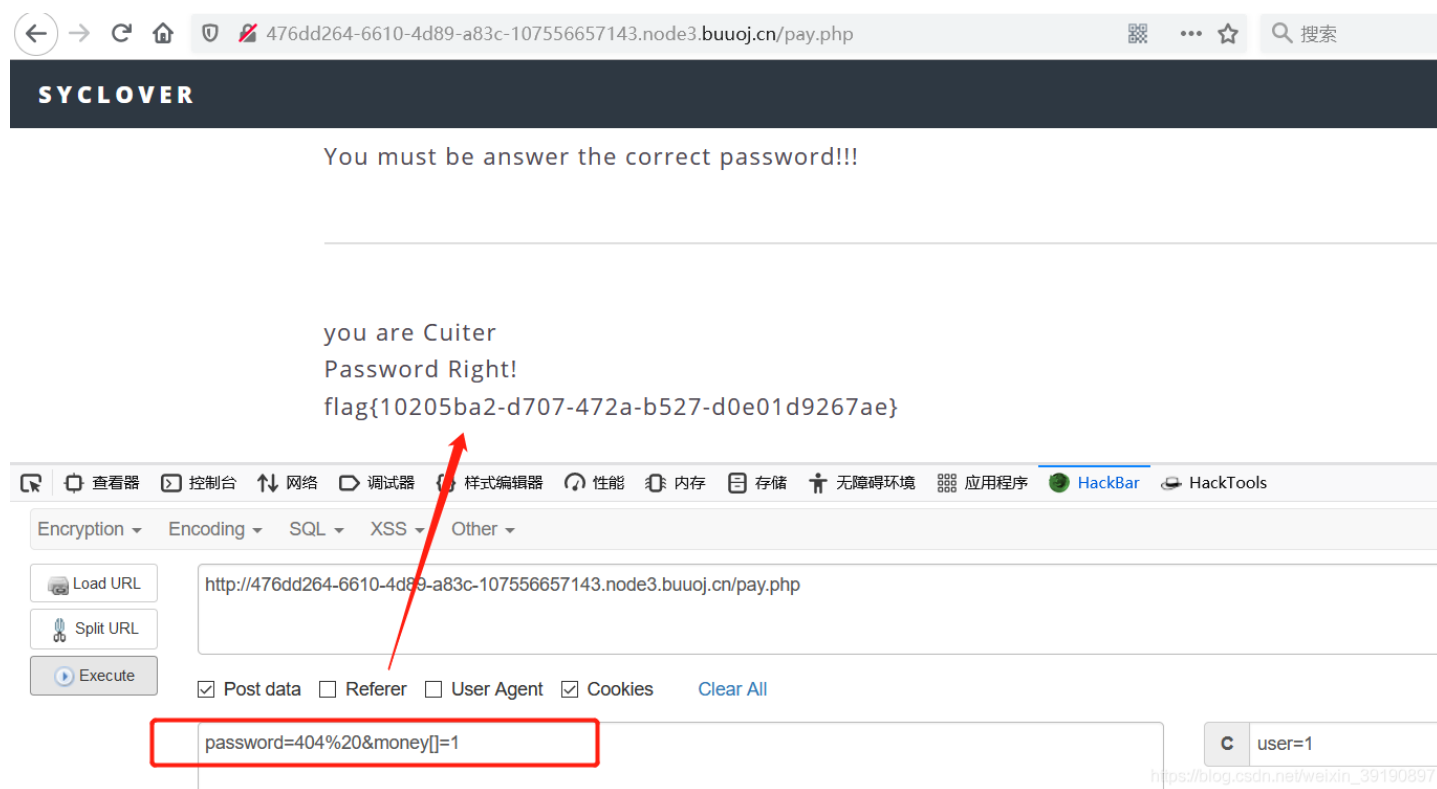 476dd264-6610-4d89-a83c-107556657143.node3.buuoj.cn/pay.php
搜索
SYCLOVER
You must be answer the correct password!!!
you are Cuiter
Password Right!
flag{10205ba2-d707-472a-b527-d0e01d9267ae}
查看器 控制台 网络 调试器 样式编辑器 性能 内存 存储 无障碍环境 应用程序 HackBar HackTools
Encryption Encoding SQL XSS Other
Load URL
http://476dd264-6610-4d89-a83c-107556657143.node3.buuoj.cn/pay.php
Split URL
Execute
Post data Referer User Agent Cookies Clear All
password=404%20&money[]=1
C user=1
https://blog.csdn.net/weixin_39190897